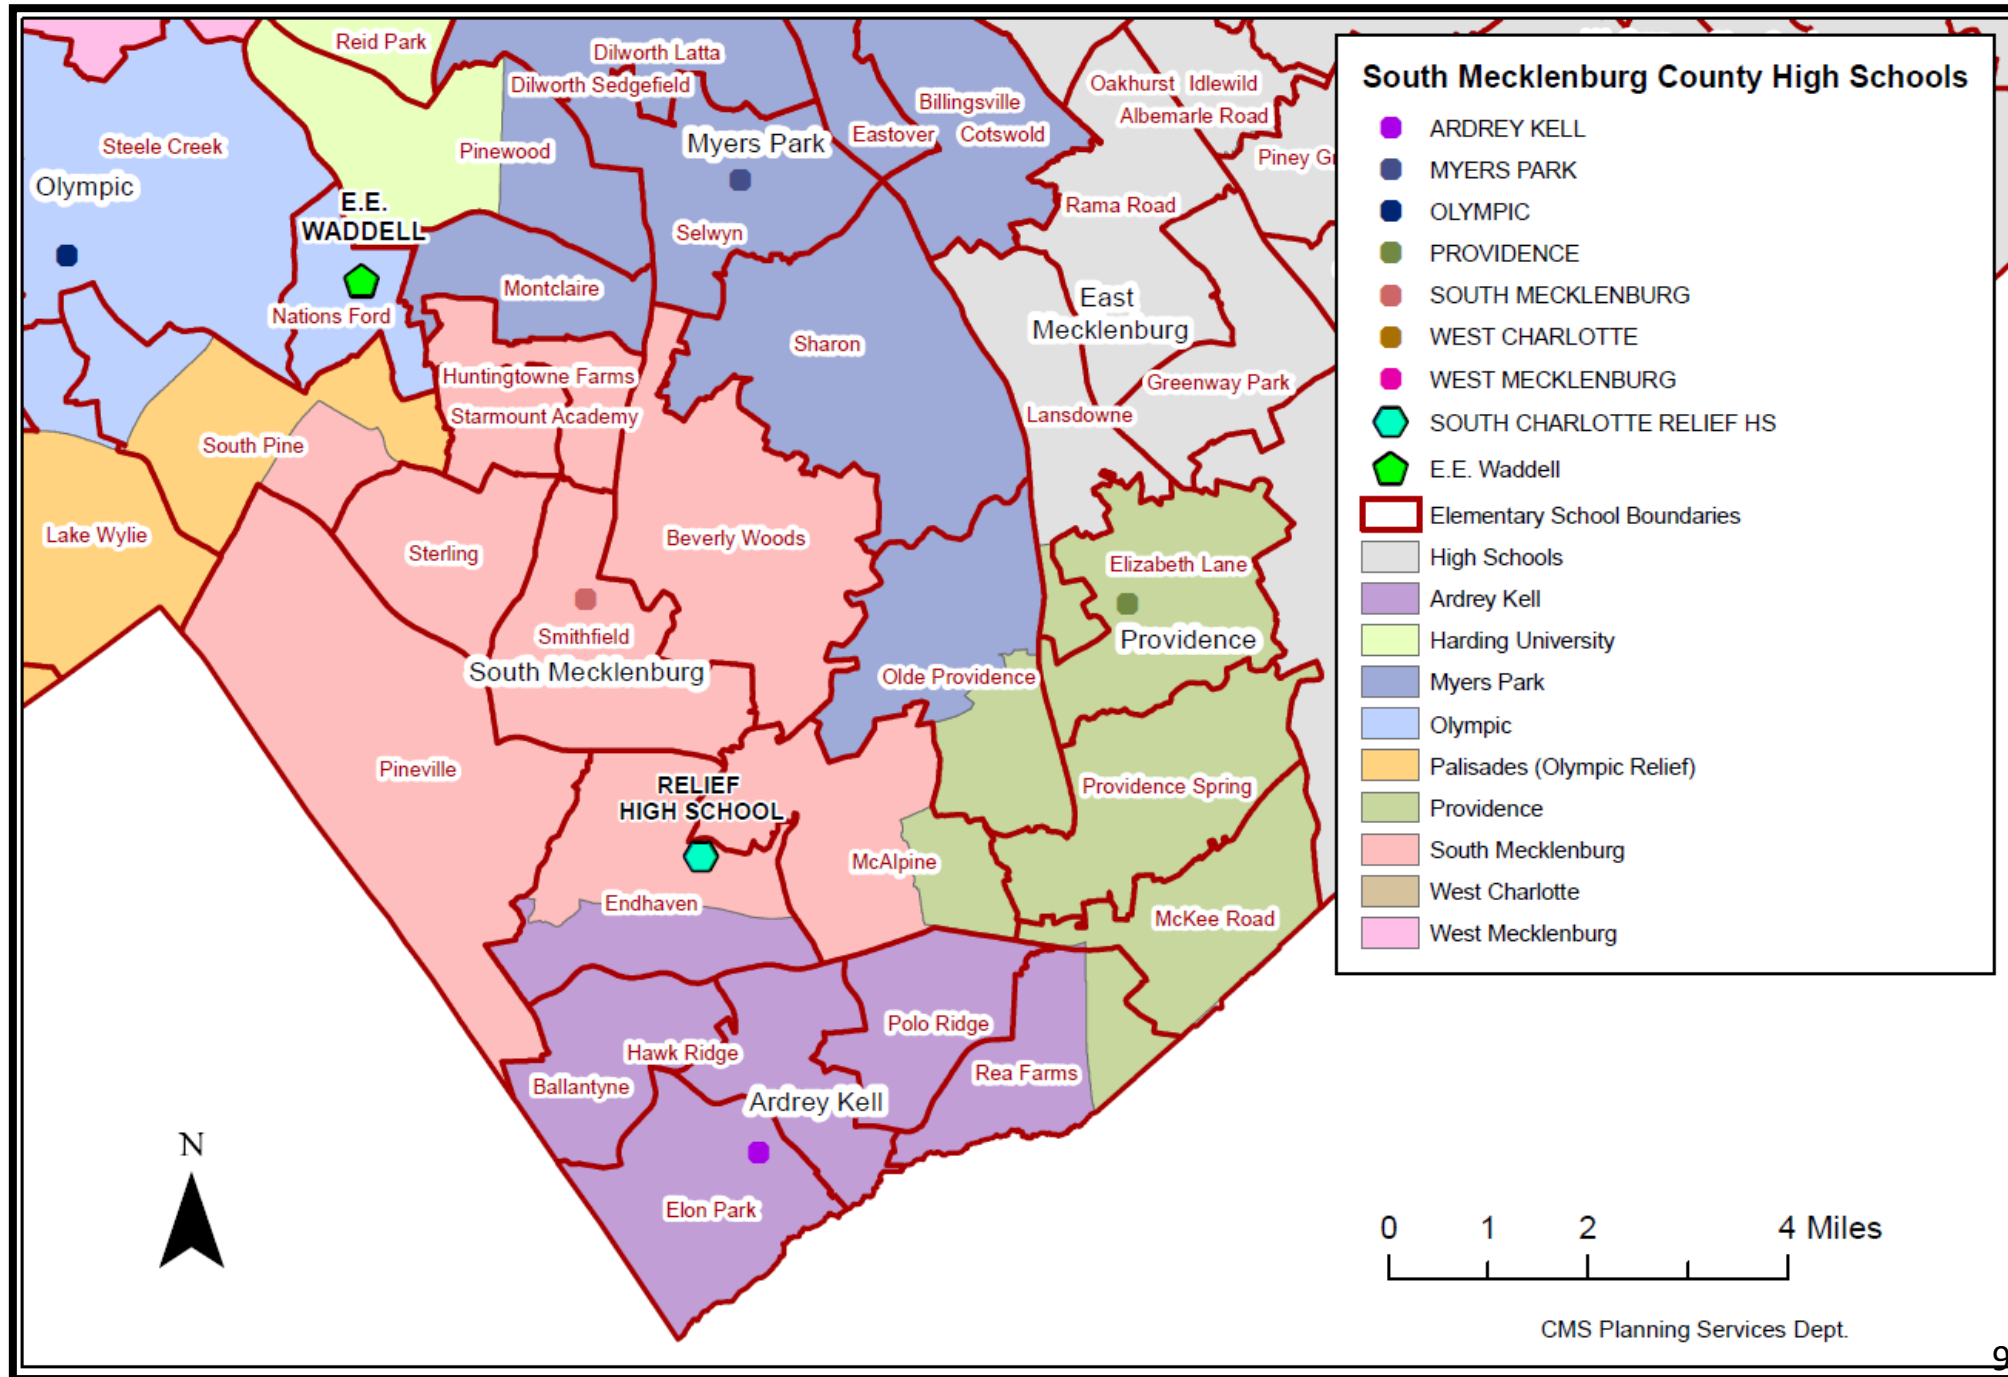 Reid Park
Dilworth Latta
Dilworth Sedgefield
Oakhurst Idlewild
Billingsville
Albemarle Road
Eastover
Cotswold
Steele Creek
Pinewood
Myers Park
Olympic
Rama Road
E.E.
WADDELL
Selwyn
Montclaire
Nations Ford
East
Mecklenburg
Sharon
Huntingtowne Farms
Greenway Park
Starmount Academy
Lansdowne
South Pine
Lake Wylie
Sterling
Beverly Woods
Elizabeth Lane
Smithfield
Providence
South Mecklenburg
Olde Providence
Pineville
RELIEF
HIGH SCHOOL
Providence Spring
McAlpine
Endhaven
McKee Road
Polo Ridge
Hawk Ridge
Rea Farms
Ballantyne
Ardrey Kell
Elon Park
Piney Gr
South Mecklenburg County High Schools
ARDREY KELL
MYERS PARK
OLYMPIC
PROVIDENCE
SOUTH MECKLENBURG
WEST CHARLOTTE
WEST MECKLENBURG
SOUTH CHARLOTTE RELIEF HS
E.E. Waddell
Elementary School Boundaries
High Schools
Ardrey Kell
Harding University
Myers Park
Olympic
Palisades (Olympic Relief)
Providence
South Mecklenburg
West Charlotte
West Mecklenburg
N
0 1 2 4 Miles
CMS Planning Services Dept.
9